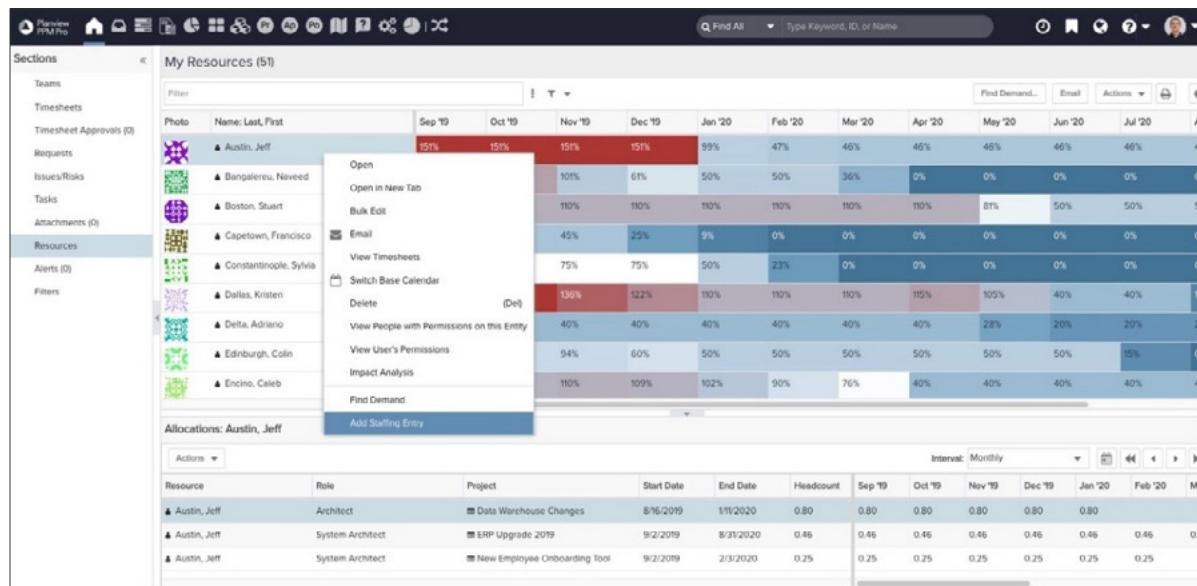 Planview
PPM Pro
Pr Ap Po
Find All Type Keyword, ID, or Name
Sections «
My Resources (51)
Teams
Timesheets
Timesheet Approvals (0)
Requests
Issues/Risks
Tasks
Attachments (0)
Resources
Alerts (0)
Filters
Filter Find Demand... Email Actions
Photo Name: Last, First Sep '19 Oct '19 Nov '19 Dec '19 Jan '20 Feb '20 Mar '20 Apr '20 May '20 Jun '20 Jul '20
Austin, Jeff 151% 151% 151% 151% 99% 47% 46% 46% 46% 46% 46%
Bangalereu, Naveed 101% 61% 50% 50% 36% 0% 0% 0% 0%
Boston, Stuart 110% 110% 110% 110% 110% 110% 81% 50% 50%
Capetown, Francisco 45% 25% 9% 0% 0% 0% 0% 0% 0%
Constantinople, Sylvia 75% 75% 50% 23% 0% 0% 0% 0% 0%
Dallas, Kristen 136% 122% 110% 110% 110% 115% 105% 40% 40%
Delta, Adriano 40% 40% 40% 40% 40% 40% 28% 20% 20%
Edinburgh, Colin 94% 60% 50% 50% 50% 50% 50% 50% 15%
Encino, Caleb 110% 109% 102% 90% 76% 40% 40% 40% 40%
Open
Open in New Tab
Bulk Edit
Email
View Timesheets
Switch Base Calendar
Delete (Del)
View People with Permissions on this Entity
View User's Permissions
Impact Analysis
Find Demand
Add Staffing Entry
Allocations: Austin, Jeff
Actions Interval: Monthly
Resource Role Project Start Date End Date Headcount Sep '19 Oct '19 Nov '19 Dec '19 Jan '20 Feb '20 M
Austin, Jeff Architect Data Warehouse Changes 8/16/2019 1/11/2020 0.80 0.80 0.80 0.80 0.80 0.80
Austin, Jeff System Architect ERP Upgrade 2019 9/2/2019 8/31/2020 0.46 0.46 0.46 0.46 0.46 0.46 0.46 0.
Austin, Jeff System Architect New Employee Onboarding Tool 9/2/2019 2/3/2020 0.25 0.25 0.25 0.25 0.25 0.25 0.25